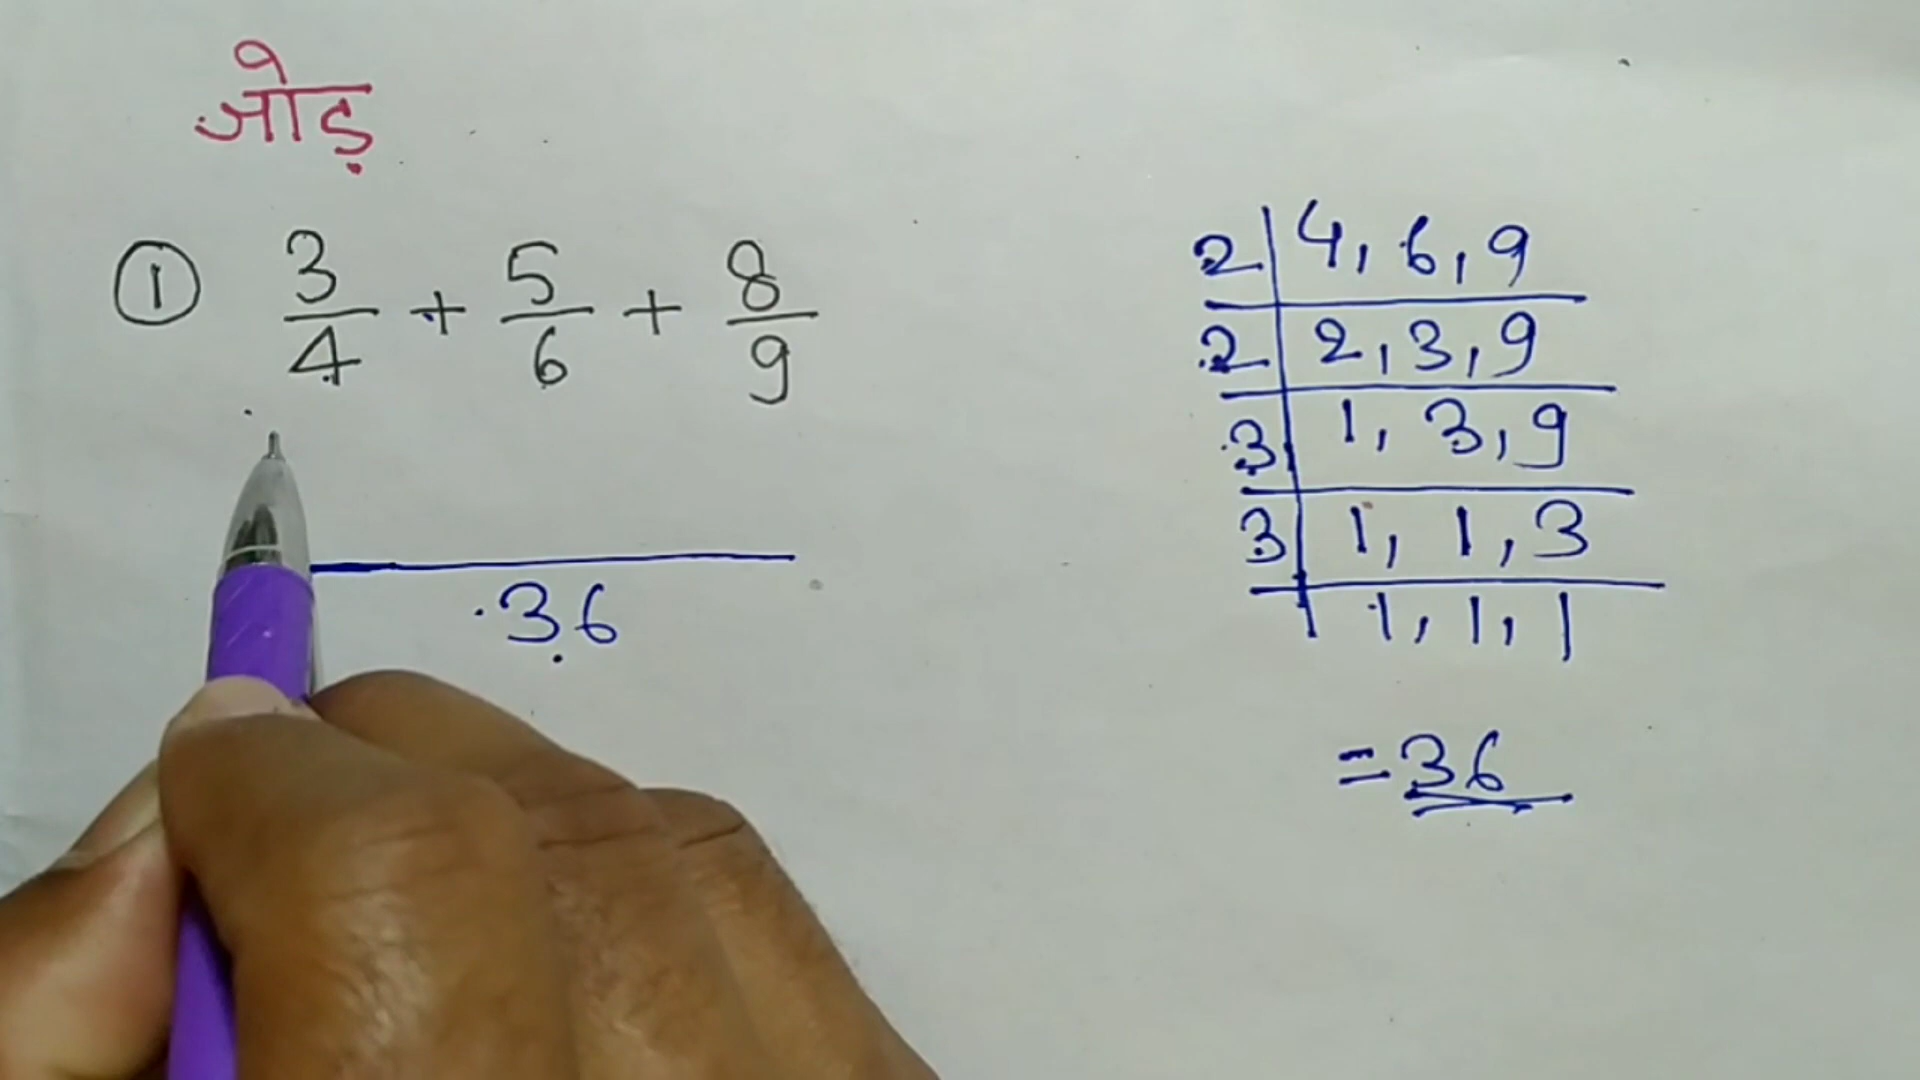 जोड़
① 3/4 + 5/6 + 8/9
36
2 | 4, 6, 9
2 | 2, 3, 9
3 | 1, 3, 9
3 | 1, 1, 3
| 1, 1, 1
= 36